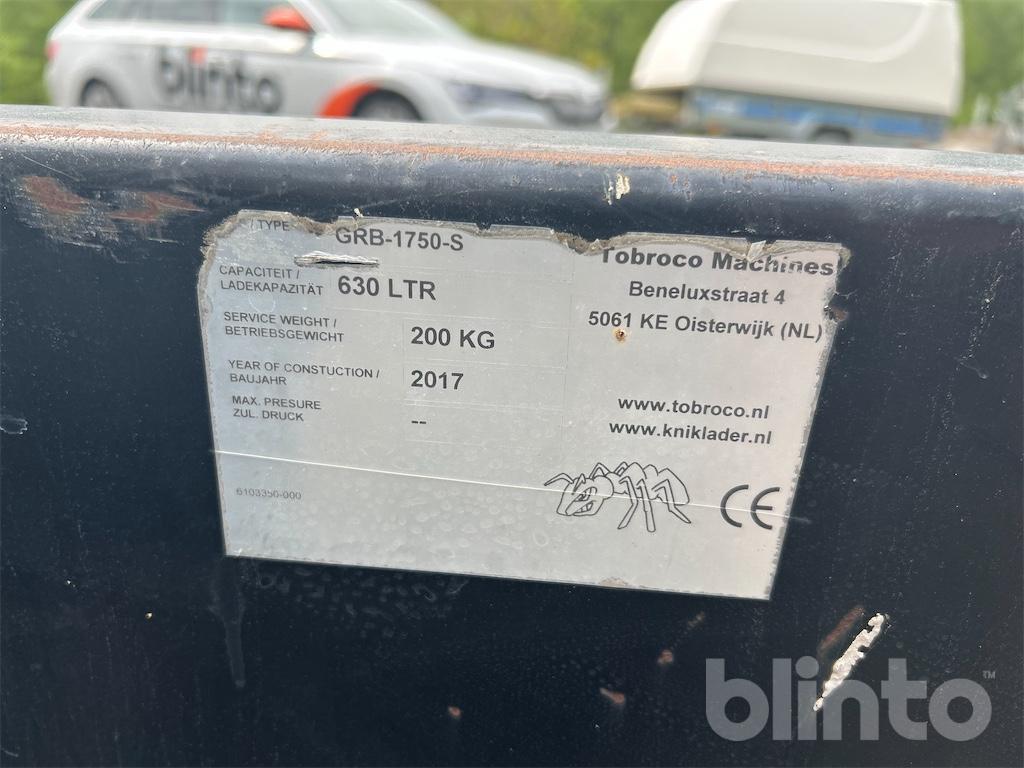 blinto
/ TYPE GRB-1750-S
CAPACITEIT /
LADEKAPAZITÄT 630 LTR
SERVICE WEIGHT /
BETRIEBSGEWICHT 200 KG
YEAR OF CONSTUCTION /
BAUJAHR 2017
MAX. PRESURE
ZUL. DRUCK --
6103350-000
Tobroco Machines
Beneluxstraat 4
5061 KE Oisterwijk (NL)
www.tobroco.nl
www.kniklader.nl
CE
blinto™